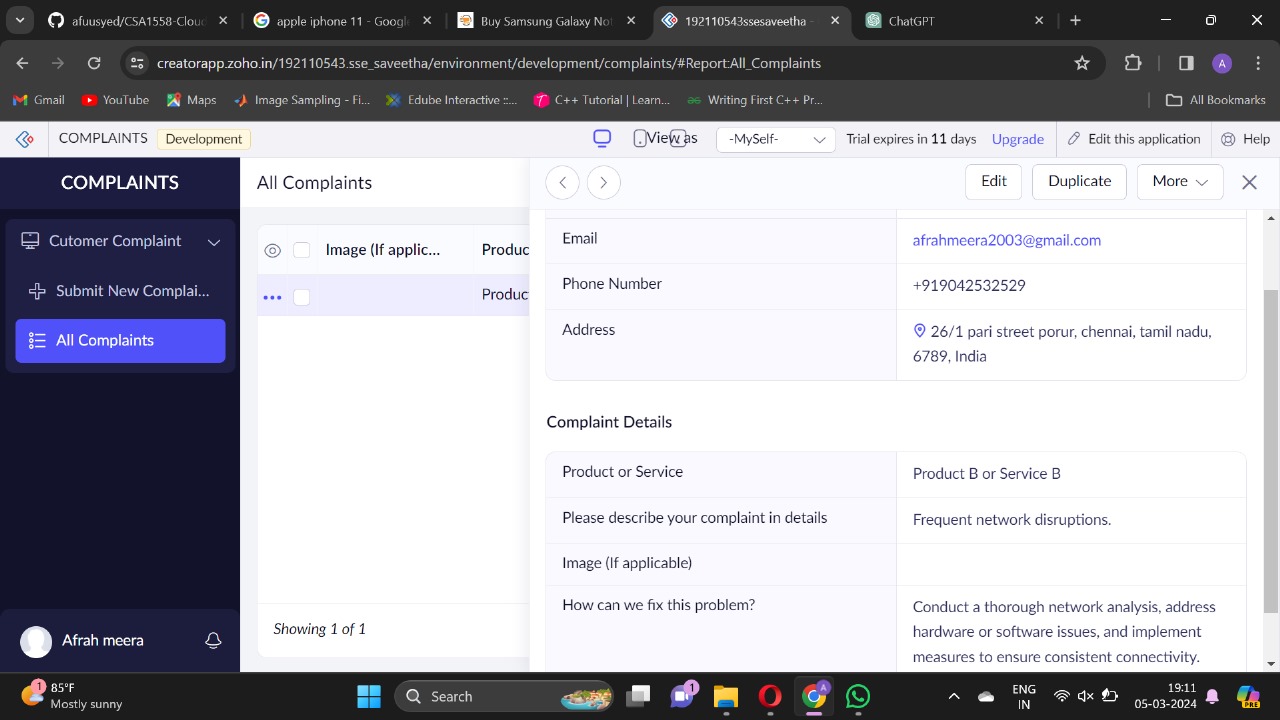 afuusyed/CSA1558-Cloud
apple iphone 11 - Google
Buy Samsung Galaxy Not
192110543ssesaveetha -
ChatGPT
creatorapp.zoho.in/192110543.sse_saveetha/environment/development/complaints/#Report:All_Complaints
A
Gmail
YouTube
Maps
Image Sampling - Fi...
Edube Interactive ::...
C++ Tutorial | Learn...
Writing First C++ Pr...
All Bookmarks
COMPLAINTS
Development
View as
-MySelf-
Trial expires in 11 days
Upgrade
Edit this application
Help
COMPLAINTS
Cutomer Complaint
Submit New Complai...
All Complaints
Afrah meera
All Complaints
Image (If applic...
Produc
Produc
Showing 1 of 1
Edit
Duplicate
More
Email
afrahmeera2003@gmail.com
Phone Number
+919042532529
Address
26/1 pari street porur, chennai, tamil nadu,
6789, India
Complaint Details
Product or Service
Product B or Service B
Please describe your complaint in details
Frequent network disruptions.
Image (If applicable)
How can we fix this problem?
Conduct a thorough network analysis, address
hardware or software issues, and implement
measures to ensure consistent connectivity.
1
85°F
Mostly sunny
Search
1
A
ENG
IN
19:11
05-03-2024
PRE